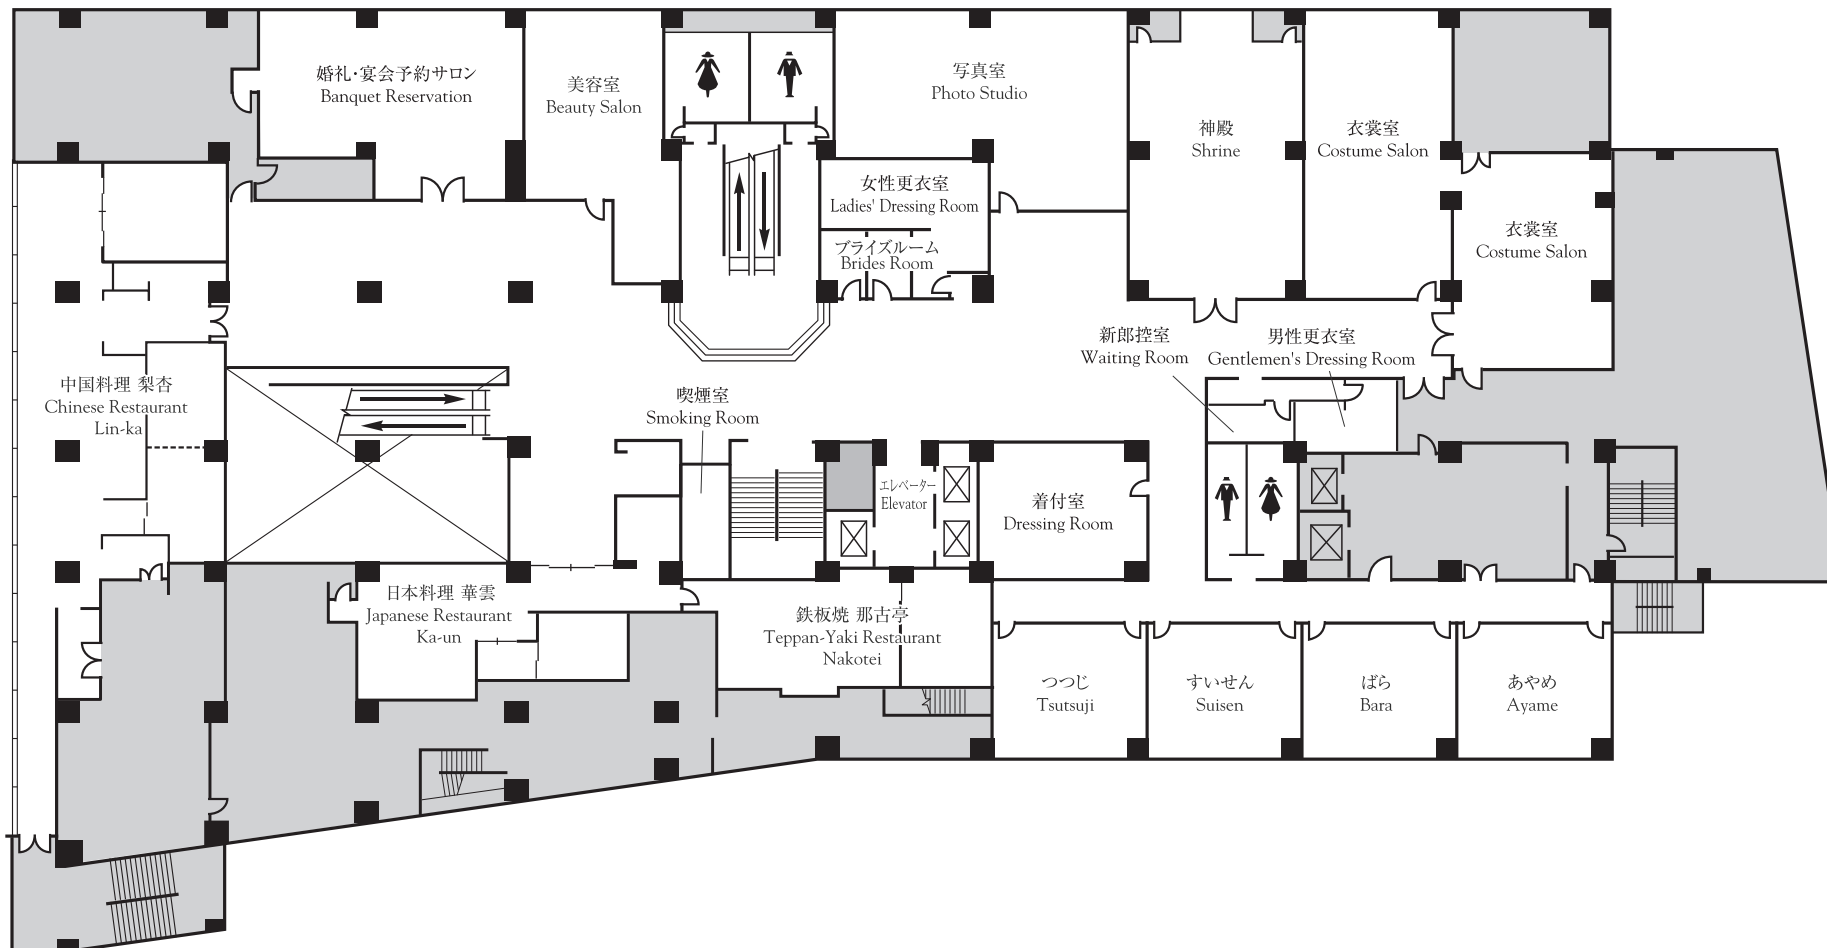 婚礼・宴会予約サロン
Banquet Reservation
美容室
Beauty Salon
写真室
Photo Studio
神殿
Shrine
衣裳室
Costume Salon
女性更衣室
Ladies' Dressing Room
ブライズルーム
Brides Room
衣裳室
Costume Salon
新郎控室
Waiting Room
男性更衣室
Gentlemen's Dressing Room
中国料理 梨杏
Chinese Restaurant
Lin-ka
喫煙室
Smoking Room
エレベーター
Elevator
着付室
Dressing Room
日本料理 華雲
Japanese Restaurant
Ka-un
鉄板焼 那古亭
Teppan-Yaki Restaurant
Nakotei
つつじ
Tsutsuji
すいせん
Suisen
ばら
Bara
あやめ
Ayame